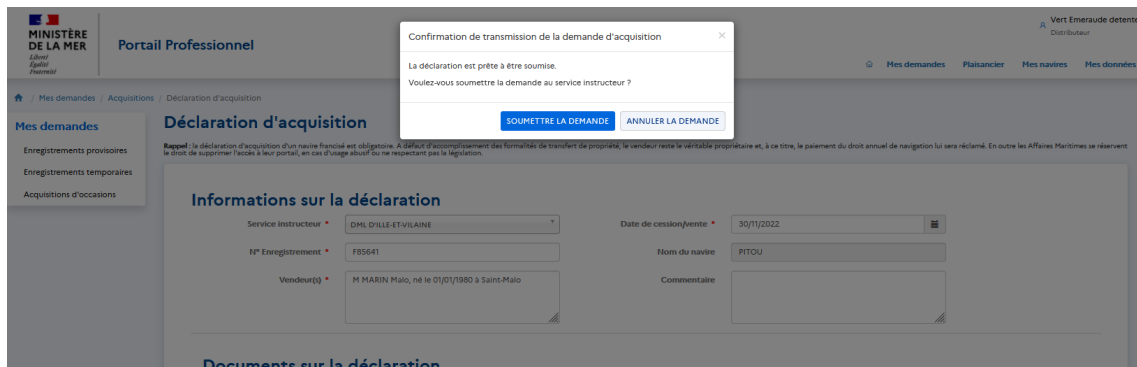 MINISTÈRE
DE LA MER
Liberté
Égalité
Fraternité
Portail Professionnel
Vert Emeraude detente
Distributeur
Mes demandes Plaisancier Mes navires Mes données
Confirmation de transmission de la demande d'acquisition ×
La déclaration est prête à être soumise.
Voulez-vous soumettre la demande au service instructeur ?
SOUMETTRE LA DEMANDE ANNULER LA DEMANDE
/ Mes demandes / Acquisitions / Déclaration d'acquisition
Mes demandes
Enregistrements provisoires
Enregistrements temporaires
Acquisitions d'occasions
Déclaration d'acquisition
Rappel : la déclaration d'acquisition d'un navire francisé est obligatoire. A défaut d'accomplissement des formalités de transfert de propriété, le vendeur reste le véritable propriétaire et, à ce titre, le paiement du droit annuel de navigation lui sera réclamé. En outre les Affaires Maritimes se réservent
le droit de supprimer l'accès à leur portail, en cas d'usage abusif ou ne respectant pas la législation.
Informations sur la déclaration
Service instructeur * DML D'ILLE-ET-VILAINE
Date de cession/vente * 30/11/2022
N° Enregistrement * F85641
Nom du navire PITOU
Vendeur(s) * M MARIN Malo, né le 01/01/1980 à Saint-Malo
Commentaire
Documents sur la déclaration